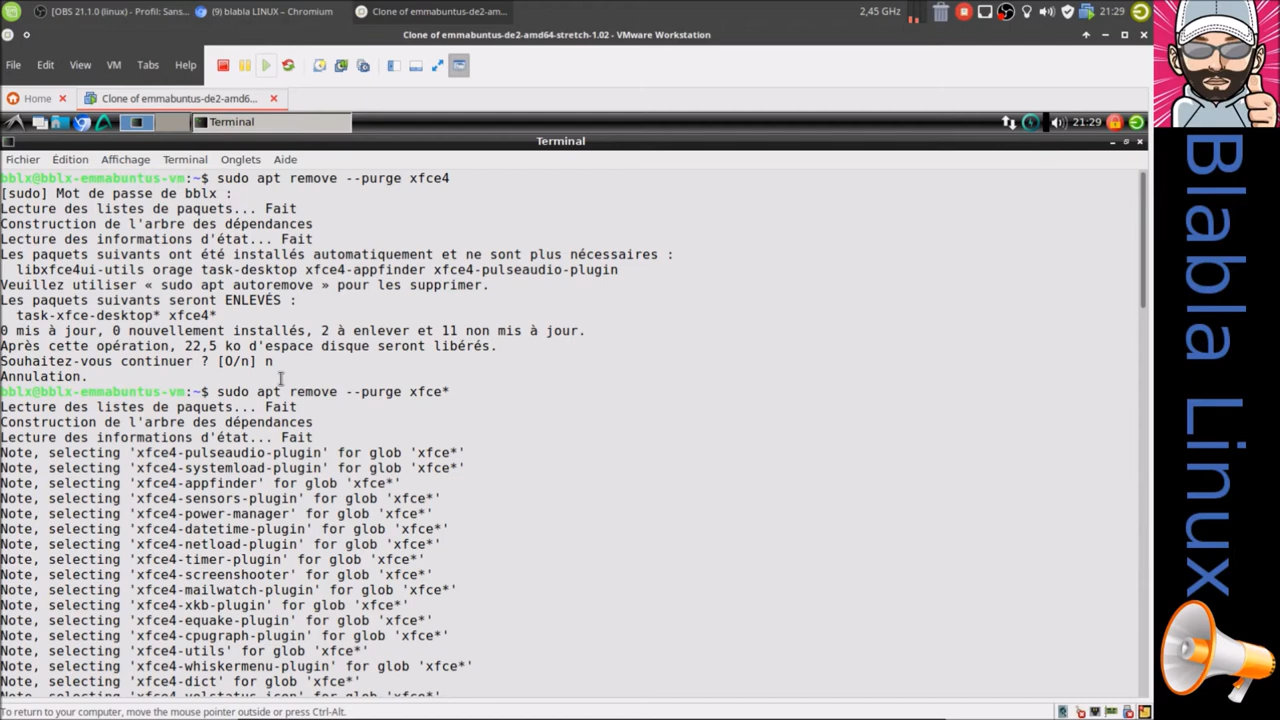 [OBS 21.1.0 (linux) - Profil: Sans...
(9) blabla LINUX - Chromium
Clone of emmabuntus-de2-am...
2,45 GHz
21:29
Clone of emmabuntus-de2-amd64-stretch-1.02 - VMware Workstation
File Edit View VM Tabs Help
Home
Clone of emmabuntus-de2-amd6...
Terminal
21:29
Terminal
Fichier Édition Affichage Terminal Onglets Aide
bblx@bblx-emmabuntus-vm:~$ sudo apt remove --purge xfce4
[sudo] Mot de passe de bblx :
Lecture des listes de paquets... Fait
Construction de l'arbre des dépendances
Lecture des informations d'état... Fait
Les paquets suivants ont été installés automatiquement et ne sont plus nécessaires :
libxfce4ui-utils orage task-desktop xfce4-appfinder xfce4-pulseaudio-plugin
Veuillez utiliser « sudo apt autoremove » pour les supprimer.
Les paquets suivants seront ENLEVÉS :
task-xfce-desktop* xfce4*
0 mis à jour, 0 nouvellement installés, 2 à enlever et 11 non mis à jour.
Après cette opération, 22,5 ko d'espace disque seront libérés.
Souhaitez-vous continuer ? [O/n] n
Annulation.
bblx@bblx-emmabuntus-vm:~$ sudo apt remove --purge xfce*
Lecture des listes de paquets... Fait
Construction de l'arbre des dépendances
Lecture des informations d'état... Fait
Note, selecting 'xfce4-pulseaudio-plugin' for glob 'xfce*'
Note, selecting 'xfce4-systemload-plugin' for glob 'xfce*'
Note, selecting 'xfce4-appfinder' for glob 'xfce*'
Note, selecting 'xfce4-sensors-plugin' for glob 'xfce*'
Note, selecting 'xfce4-power-manager' for glob 'xfce*'
Note, selecting 'xfce4-datetime-plugin' for glob 'xfce*'
Note, selecting 'xfce4-netload-plugin' for glob 'xfce*'
Note, selecting 'xfce4-timer-plugin' for glob 'xfce*'
Note, selecting 'xfce4-screenshooter' for glob 'xfce*'
Note, selecting 'xfce4-mailwatch-plugin' for glob 'xfce*'
Note, selecting 'xfce4-xkb-plugin' for glob 'xfce*'
Note, selecting 'xfce4-equake-plugin' for glob 'xfce*'
Note, selecting 'xfce4-cpugraph-plugin' for glob 'xfce*'
Note, selecting 'xfce4-utils' for glob 'xfce*'
Note, selecting 'xfce4-whiskermenu-plugin' for glob 'xfce*'
Note, selecting 'xfce4-dict' for glob 'xfce*'
Note, selecting 'xfce4-volstatus-icon' for glob 'xfce*'
To return to your computer, move the mouse pointer outside or press Ctrl-Alt.
Blabla Linux